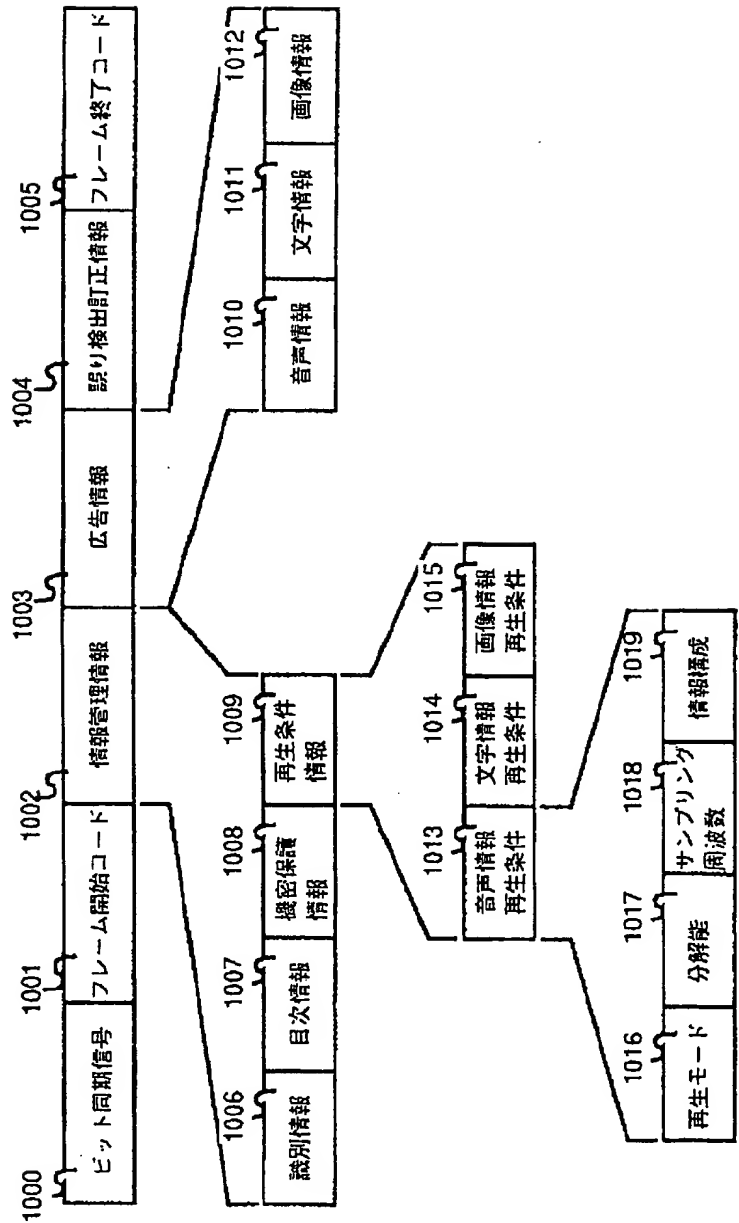 1000
1001
1002
1003
1004
1005
ビット同期信号
フレーム開始コード
情報管理情報
広告情報
誤り検出訂正情報
フレーム終了コード
1006
1007
1008
1009
識別情報
目次情報
機密保護
情報
再生条件
情報
1010
1011
1012
音声情報
文字情報
画像情報
1013
1014
1015
音声情報
再生条件
文字情報
再生条件
画像情報
再生条件
1016
1017
1018
1019
再生モード
分解能
サンプリング
周波数
情報構成